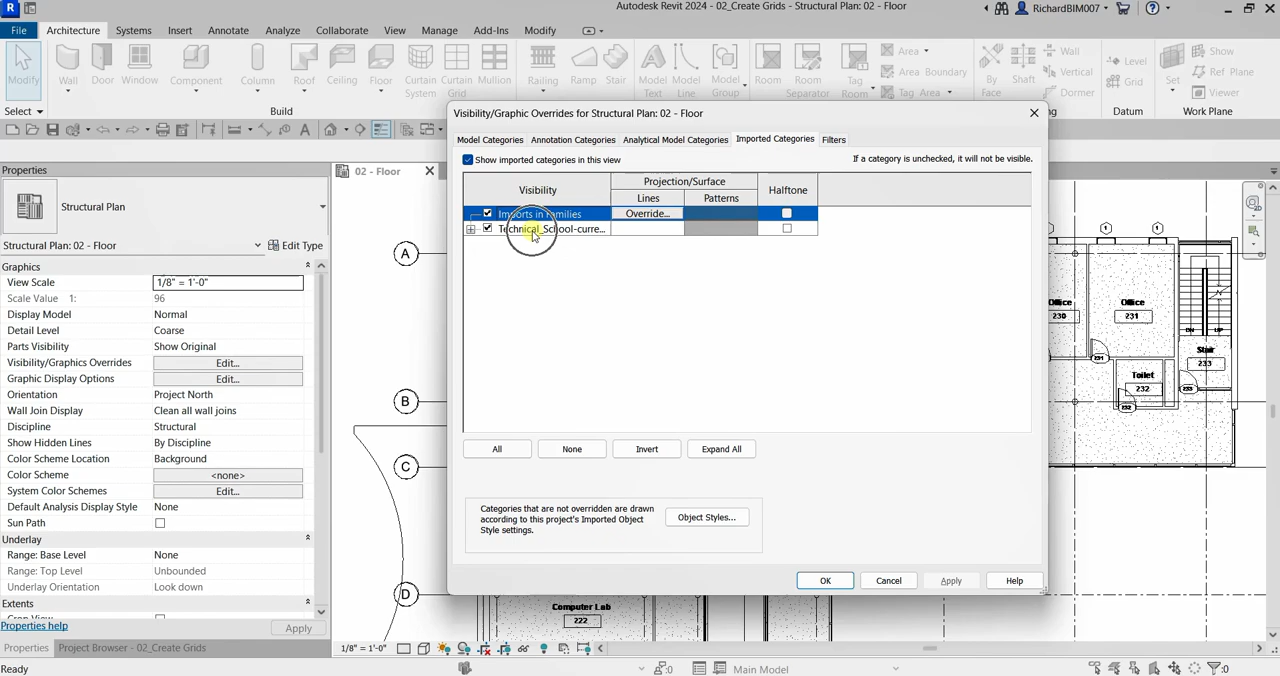 R
Autodesk Revit 2024 - 02_Create Grids - Structural Plan: 02 - Floor
RichardBIM007
File Architecture Systems Insert Annotate Analyze Collaborate View Manage Add-Ins Modify
Modify Wall Door Window Component Column Roof Ceiling Floor Curtain System Curtain Grid Mullion Railing Ramp Stair Model Text Model Line Model Group Room Room Separator Tag Room Area Area Boundary Tag Area By Face Shaft Wall Vertical Dormer Level Grid Set Show Ref Plane Viewer
Select Build Datum Work Plane
Properties
Structural Plan
Structural Plan: 02 - Floor Edit Type
Graphics
View Scale 1/8" = 1'-0"
Scale Value 1: 96
Display Model Normal
Detail Level Coarse
Parts Visibility Show Original
Visibility/Graphics Overrides Edit...
Graphic Display Options Edit...
Orientation Project North
Wall Join Display Clean all wall joins
Discipline Structural
Show Hidden Lines By Discipline
Color Scheme Location Background
Color Scheme <none>
System Color Schemes Edit...
Default Analysis Display Style None
Sun Path
Underlay
Range: Base Level None
Range: Top Level Unbounded
Underlay Orientation Look down
Extents
Properties help Apply
Properties Project Browser - 02_Create Grids
Ready
02 - Floor
A
B
C
D
Visibility/Graphic Overrides for Structural Plan: 02 - Floor
Model Categories Annotation Categories Analytical Model Categories Imported Categories Filters
Show imported categories in this view If a category is unchecked, it will not be visible.
Visibility Projection/Surface Halftone
Lines Patterns
Imports in Families Override...
Technical_School-curre...
All None Invert Expand All
Categories that are not overridden are drawn
according to this project's Imported Object
Style settings.
Object Styles...
OK Cancel Apply Help
1 1
Office
230
Office
231
DN UP
Stair
233
231
Toilet
232
233
232
Computer Lab
222
1/8" = 1'-0"
:0 Main Model :0